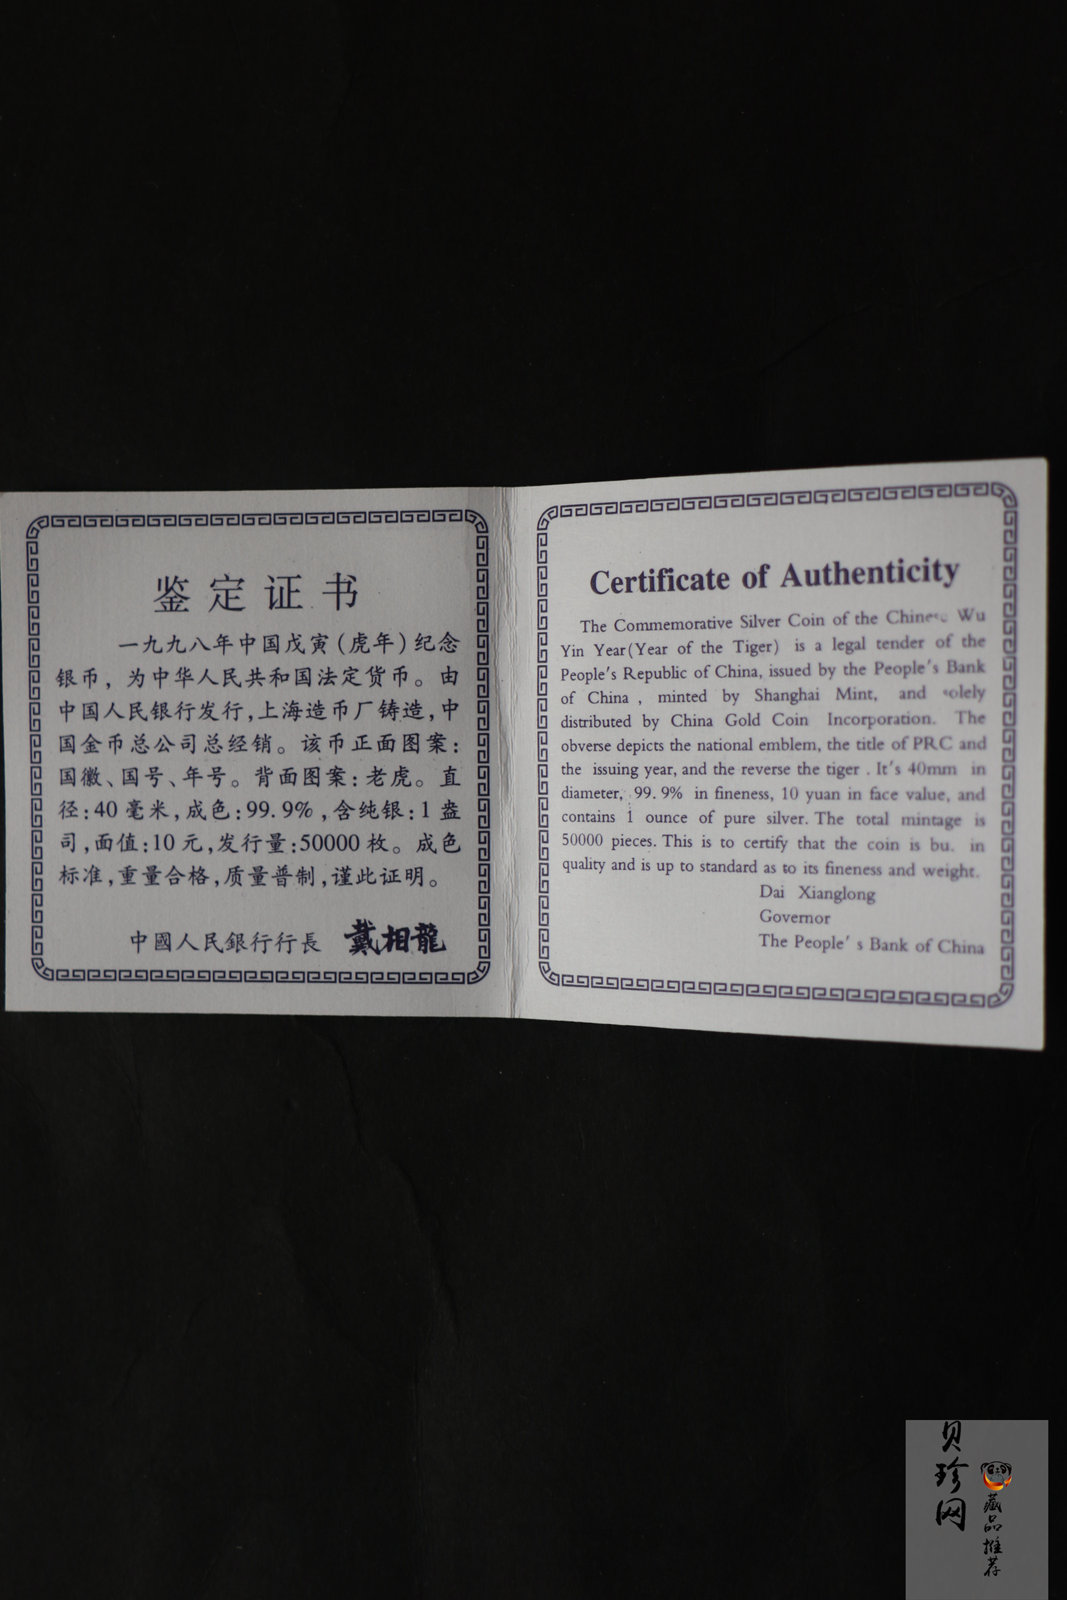 鉴定证书
一九九八年中国戊寅(虎年)纪念
银币，为中华人民共和国法定货币。由
中国人民银行发行,上海造币厂铸造,中
国金币总公司总经销。该币正面图案:
国徽、国号、年号。背面图案:老虎。直
径:40毫米,成色:99.9%,含纯银:1盎
司,面值:10元,发行量:50000枚。成色
标准,重量合格,质量普制,谨此证明。
中國人民銀行行長 戴相龍
Certificate of Authenticity
The Commemorative Silver Coin of the Chinese Wu
Yin Year(Year of the Tiger) is a legal tender of the
People's Republic of China, issued by the People's Bank
of China , minted by Shanghai Mint, and solely
distributed by China Gold Coin Incorporation. The
obverse depicts the national emblem, the title of PRC and
the issuing year, and the reverse the tiger . It's 40mm in
diameter, 99.9% in fineness, 10 yuan in face value, and
contains 1 ounce of pure silver. The total mintage is
50000 pieces. This is to certify that the coin is in
quality and is up to standard as to its fineness and weight.
Dai Xianglong
Governor
The People's Bank of China
贝珍网
藏品推荐